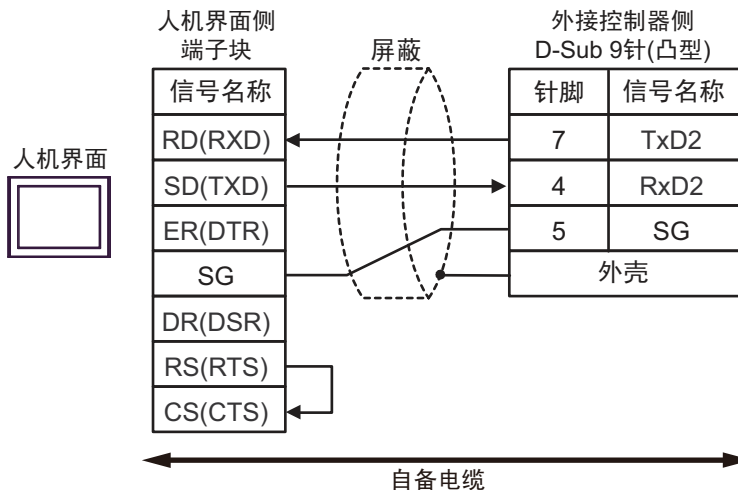 人机界面侧
端子块
屏蔽
外接控制器侧
D-Sub 9针(凸型)
人机界面
信号名称
RD(RXD)
SD(TXD)
ER(DTR)
SG
DR(DSR)
RS(RTS)
CS(CTS)
针脚 信号名称
7 TxD2
4 RxD2
5 SG
外壳
自备电缆